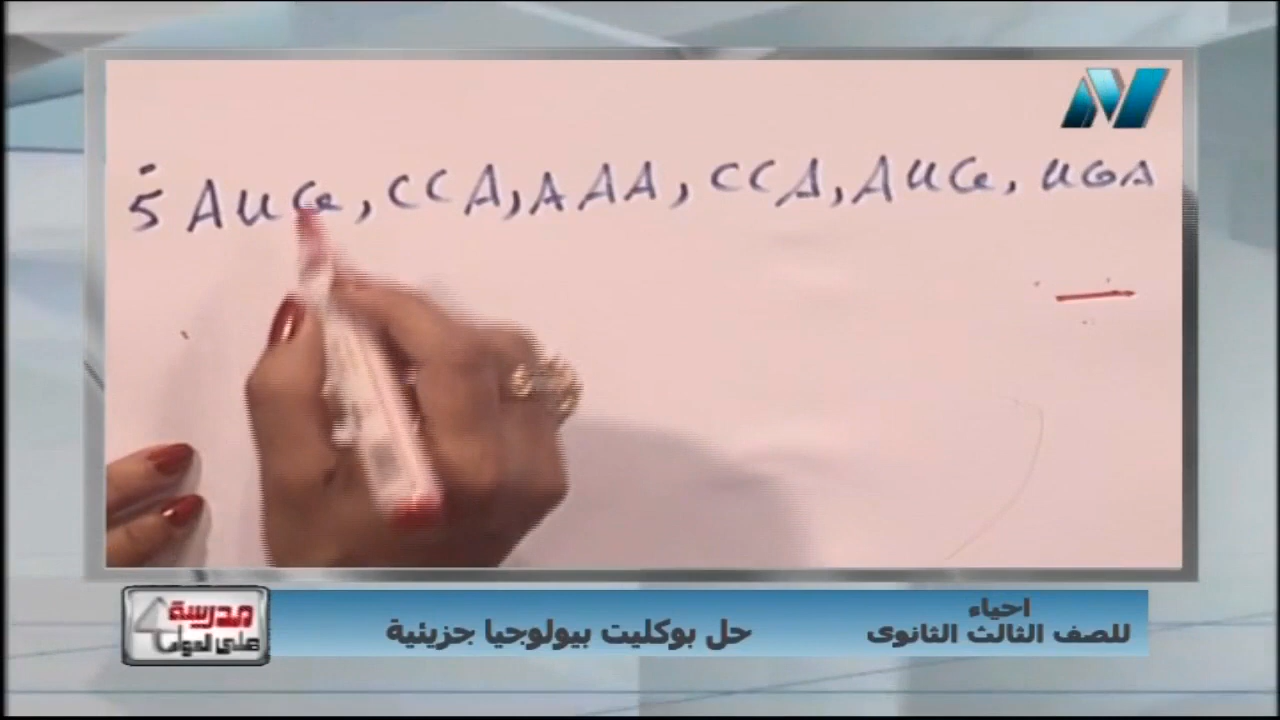 5́ AUG, CCA, AAA, CCA, AUG, UGA
احياء
للصف الثالث الثانوى
حل بوكليت بيولوجيا جزيئية
مدرسة
على الهواء